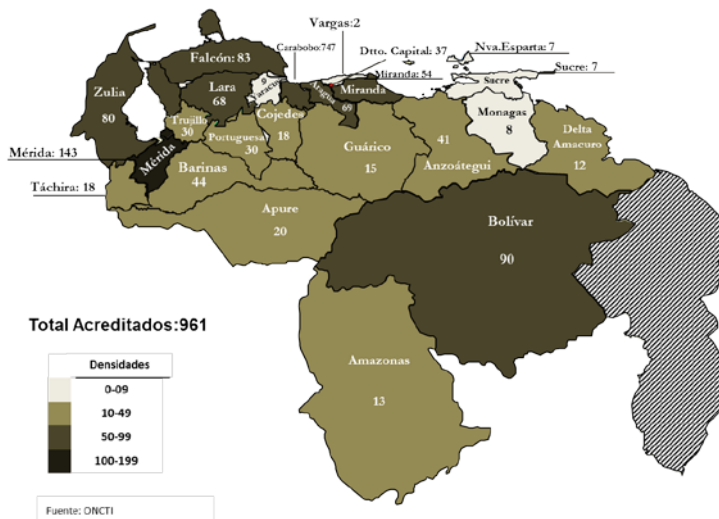 Vargas:2
Carabobo:747
Dtto. Capital: 37
Nva.Esparta: 7
Falcón: 83
Miranda: 54
Sucre: 7
Zulia
80
Lara
68
9
Yaracuy
Aragua
69
Miranda
Sucre
Trujillo
30
Portuguesa
30
Cojedes
18
Guárico
15
41
Anzoátegui
Monagas
8
Delta
Amacuro
12
Mérida: 143
Mérida
Táchira: 18
Barinas
44
Apure
20
Bolívar
90
Amazonas
13
Total Acreditados:961
Densidades
0-09
10-49
50-99
100-199
Fuente: ONCTI